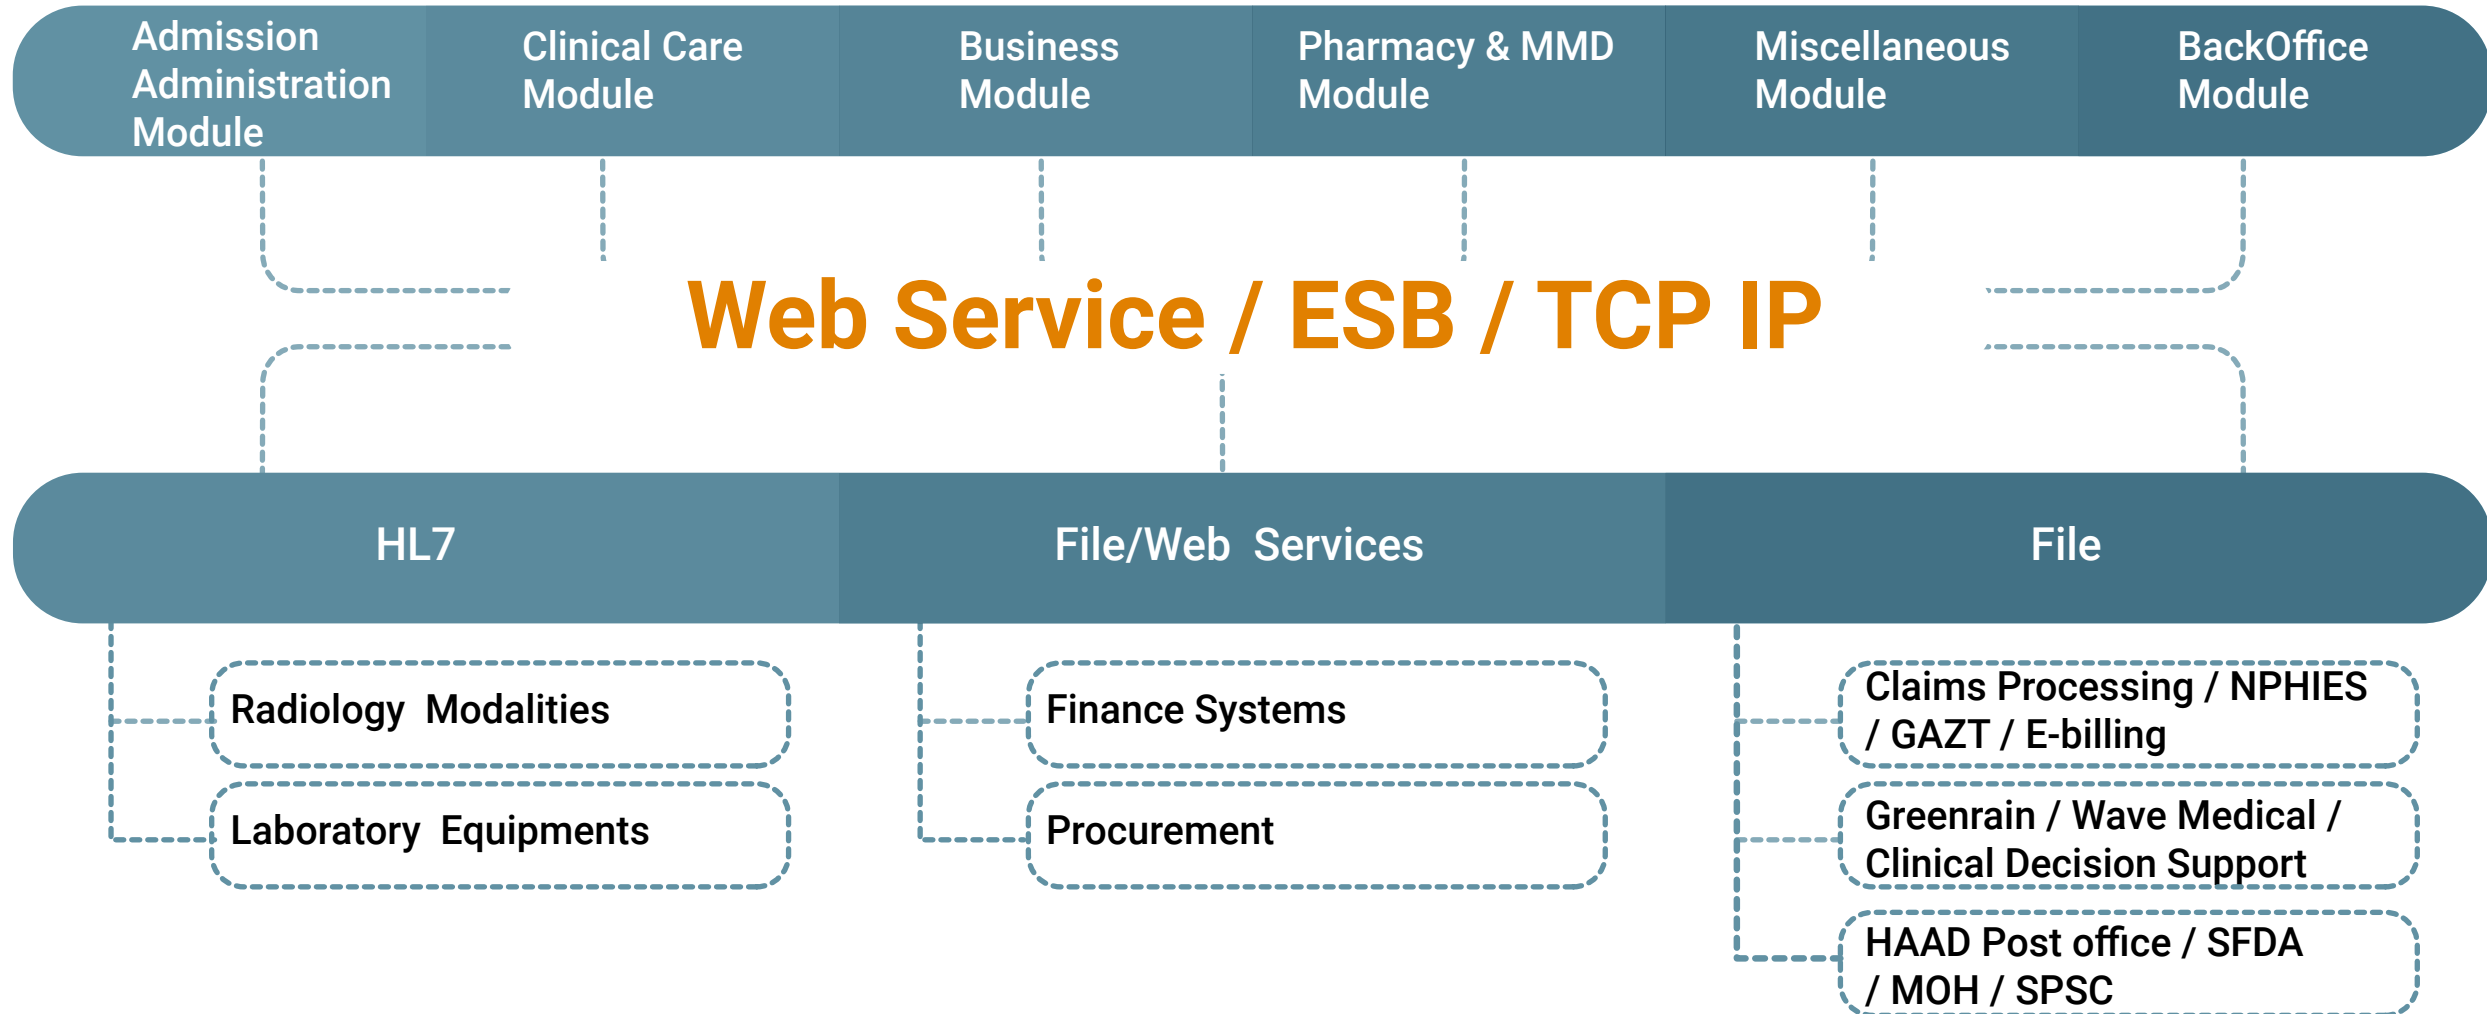 Admission
Administration
Module
Clinical Care
Module
Business
Module
Pharmacy & MMD
Module
Miscellaneous
Module
BackOffice
Module
Web Service / ESB / TCP IP
HL7
File/Web Services
File
Radiology Modalities
Laboratory Equipments
Finance Systems
Procurement
Claims Processing / NPHIES
/ GAZT / E-billing
Greenrain / Wave Medical /
Clinical Decision Support
HAAD Post office / SFDA
/ MOH / SPSC